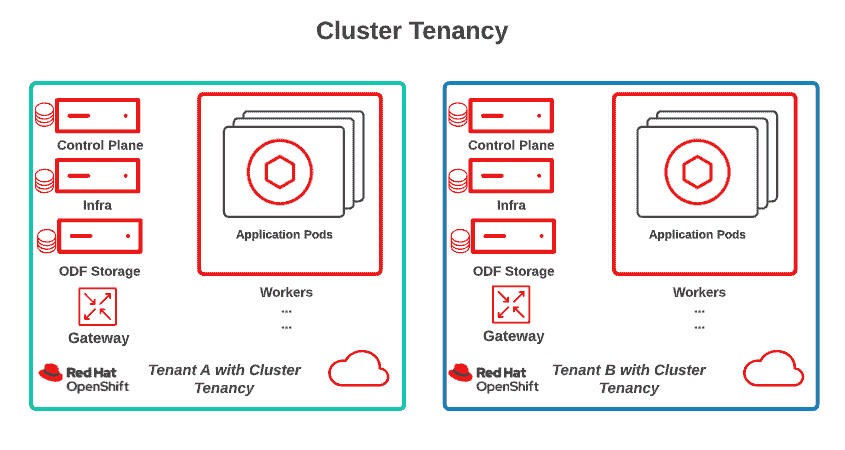 Cluster Tenancy
Control Plane
Infra
ODF Storage
Gateway
Application Pods
Workers
...
...
Red Hat
OpenShift
Tenant A with Cluster
Tenancy
Control Plane
Infra
ODF Storage
Gateway
Application Pods
Workers
...
...
Red Hat
OpenShift
Tenant B with Cluster
Tenancy